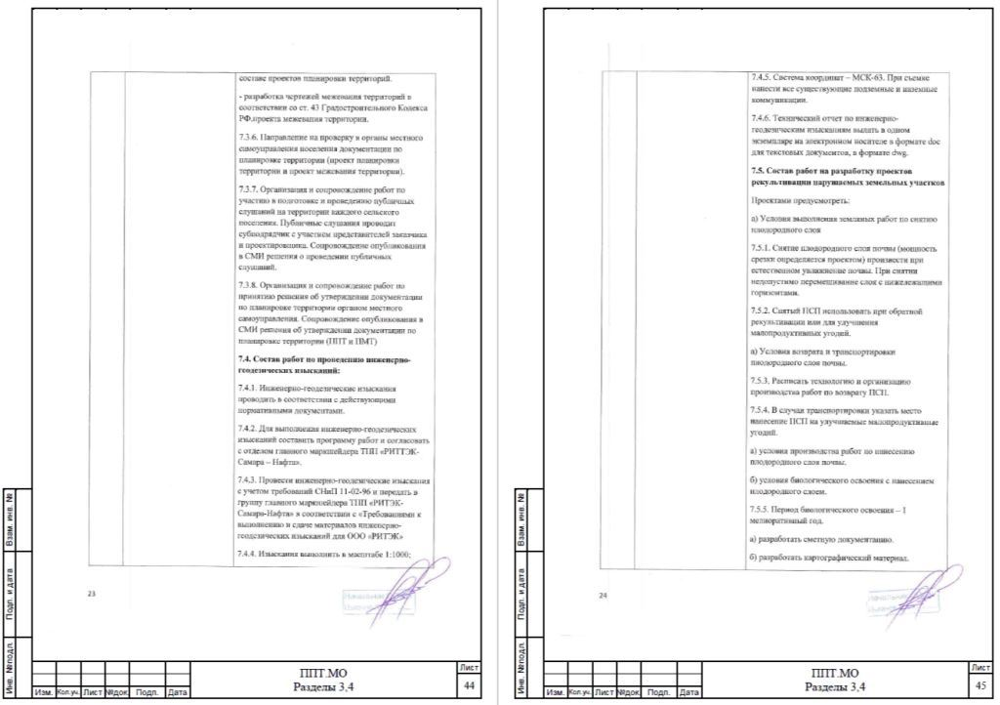 составе проектов планировки территорий.
- разработка чертежей межевания территорий в
соответствии со ст. 43 Градостроительного Кодекса
РФ,проекта межевания территории.
7.3.6. Направление на проверку в органы местного
самоуправления поселения документации по
планировке территории (проект планировки
территории и проект межевания территории).
7.3.7. Организация и сопровождение работ по
участию в подготовке и проведению публичных
слушаний на территории каждого сельского
поселения. Публичные слушания проводит
субподрядчик с участием представителей заказчика
и проектировщика. Сопровождение опубликования
в СМИ решения о проведении публичных
слушаний.
7.3.8. Организация и сопровождение работ по
принятию решения об утверждении документации
по планировке территории органом местного
самоуправления. Сопровождение опубликования в
СМИ решения об утверждении документации по
планировке территории (ППТ и ПМТ)
7.4. Состав работ по проведению инженерно-
геодезических изысканий:
7.4.1. Инженерно-геодезические изыскания
проводить в соответствии с действующими
нормативными документами.
7.4.2. Для выполнения инженерно-геодезических
изысканий составить программу работ и согласовать
с отделом главного маркшейдера ТПП «РИТЭК-
Самара – Нафта».
7.4.3. Провести инженерно-геодезические изыскания
с учетом требований СНиП 11-02-96 и передать в
группу главного маркшейдера ТПП «РИТЭК-
Самара-Нафта» в соответствии с «Требованиями к
выполнению и сдаче материалов инженерно-
геодезических изысканий для ООО «РИТЭК»
7.4.4. Изыскания выполнить в масштабе 1:1000;
23
Взам. инв. №
Подп. и дата
Инв. №подл.
Изм. Кол.уч. Лист №док. Подп. Дата
ППТ.МО
Разделы 3,4
Лист
44
7.4.5. Система координат – МСК-63. При съемке
нанести все существующие подземные и наземные
коммуникации.
7.4.6. Технический отчет по инженерно-
геодезическим изысканиям выдать в одном
экземпляре на электронном носителе в формате doc
для текстовых документов, в формате dwg.
7.5. Состав работ на разработку проектов
рекультивации нарушаемых земельных участков
Проектами предусмотреть:
а) Условия выполнения земляных работ по снятию
плодородного слоя
7.5.1. Снятие плодородного слоя почвы (мощность
срезки определяется проектом) произвести при
естественном увлажнение почвы. При снятии
недопустимо перемешивание слоя с нижележащими
горизонтами.
7.5.2. Снятый ПСП использовать при обратной
рекультивации или для улучшения
малопродуктивных угодий.
а) Условия возврата и транспортировки
плодородного слоя почвы.
7.5.3. Расписать технологию и организацию
производства работ по возврату ПСП.
7.5.4. В случаи транспортировки указать место
нанесение ПСП на улучшаемые малопродуктивные
угодий.
а) условия производства работ по нанесению
плодородного слоя почвы.
б) условия биологического освоения с нанесением
плодородного слоем.
7.5.5. Период биологического освоения – 1
мелиоративный год.
а) разработать сметную документацию.
б) разработать картографический материал.
24
Взам. инв. №
Подп. и дата
Инв. №подл.
Изм. Кол.уч. Лист №док. Подп. Дата
ППТ.МО
Разделы 3,4
Лист
45